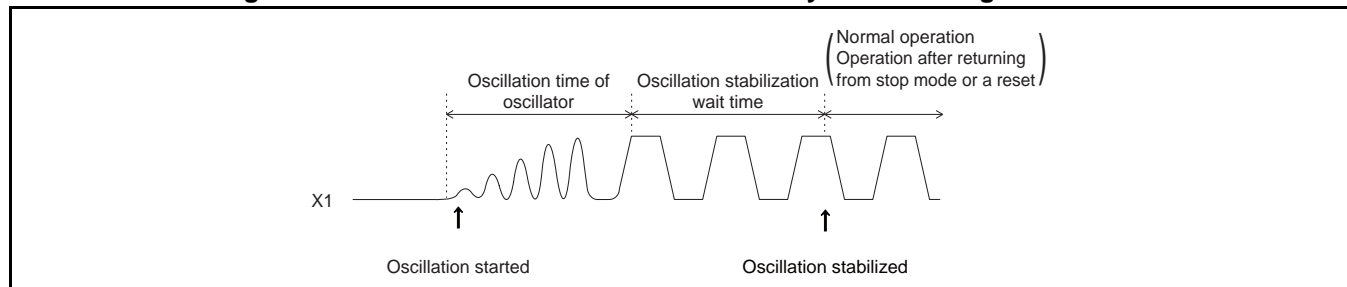 Normal operation
Operation after returning
from stop mode or a reset
Oscillation time of
oscillator
Oscillation stabilization
wait time
X1
Oscillation started
Oscillation stabilized